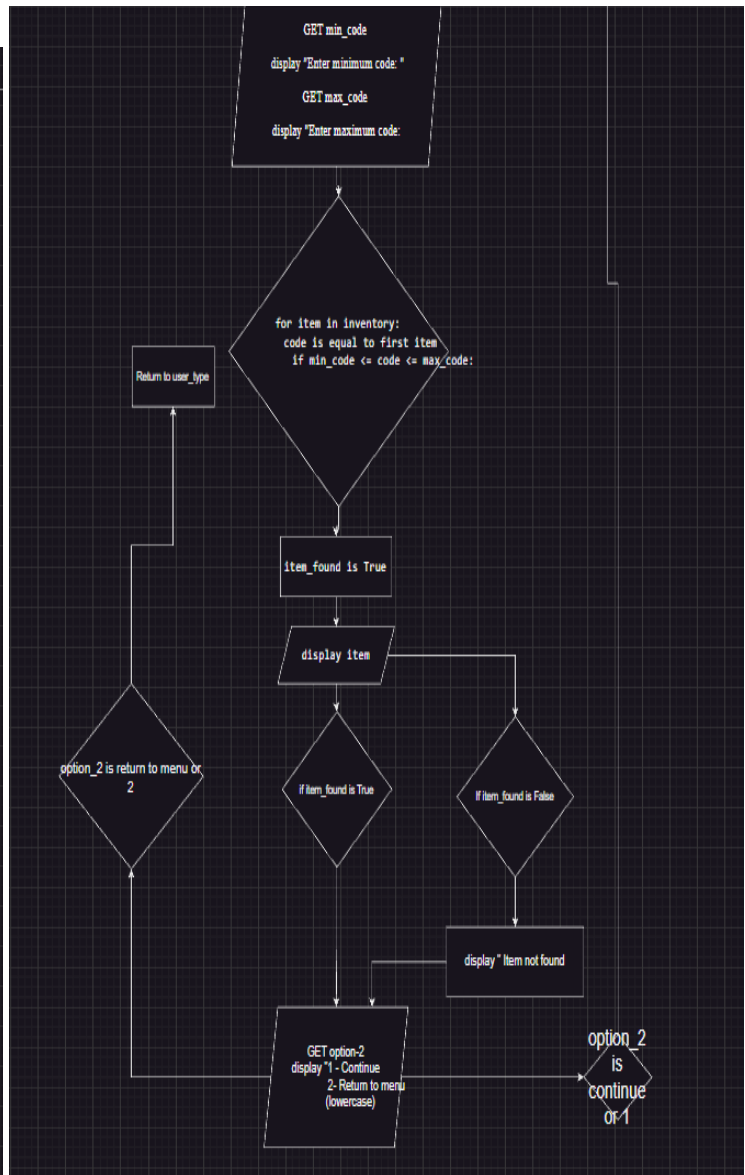 GET min_code
display "Enter minimum code: "
GET max_code
display "Enter maximum code:
for item in inventory:
code is equal to first item
if min_code <= code <= max_code:
Return to user_type
item_found is True
display item
option_2 is return to menu or
2
if item_found is True
If item_found is False
display " Item not found
GET option-2
display "1 - Continue
2- Return to menu
(lowercase)
option_2
is
continue
or 1